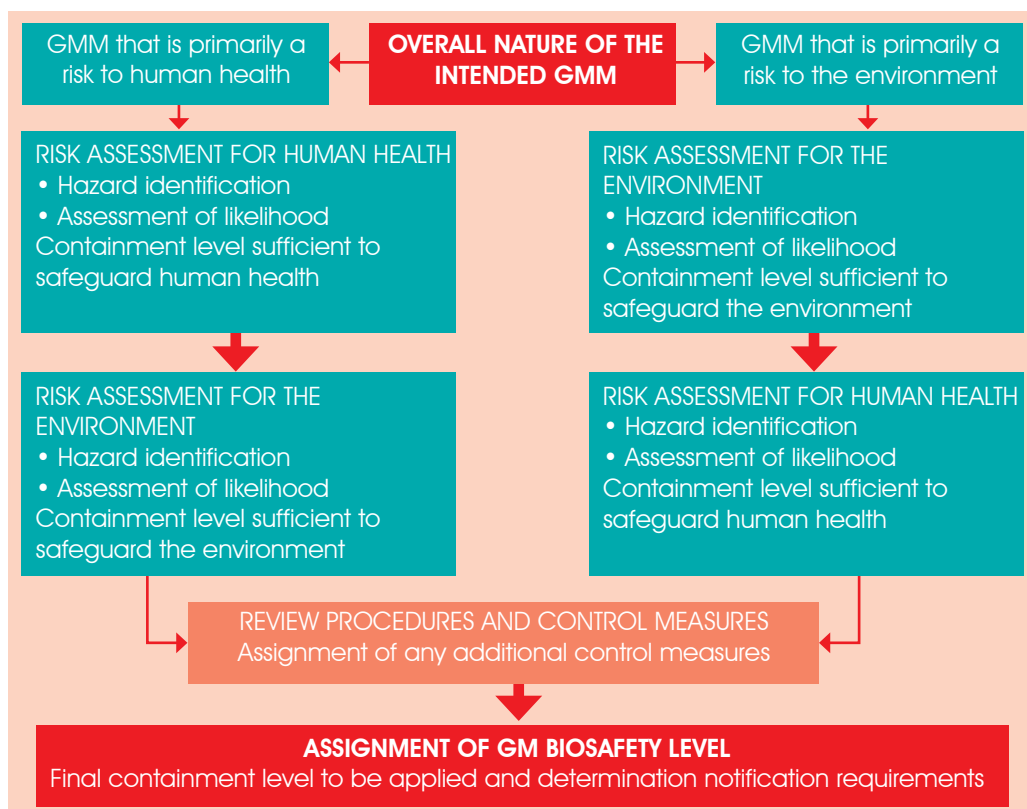 GMM that is primarily a
risk to human health
OVERALL NATURE OF THE
INTENDED GMM
GMM that is primarily a
risk to the environment
RISK ASSESSMENT FOR HUMAN HEALTH
• Hazard identification
• Assessment of likelihood
Containment level sufficient to
safeguard human health
RISK ASSESSMENT FOR THE
ENVIRONMENT
• Hazard identification
• Assessment of likelihood
Containment level sufficient to
safeguard the environment
RISK ASSESSMENT FOR THE
ENVIRONMENT
• Hazard identification
• Assessment of likelihood
Containment level sufficient to
safeguard the environment
RISK ASSESSMENT FOR HUMAN HEALTH
• Hazard identification
• Assessment of likelihood
Containment level sufficient to
safeguard human health
REVIEW PROCEDURES AND CONTROL MEASURES
Assignment of any additional control measures
ASSIGNMENT OF GM BIOSAFETY LEVEL
Final containment level to be applied and determination notification requirements